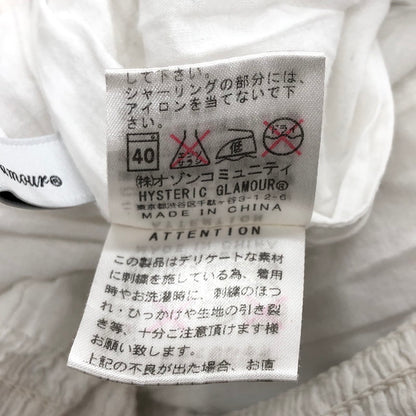 して下さい。
シャーリングの部分には、
アイロンを当てないで下
さい。
40 エンソ 低 ドライ
㈱オゾンコミュニティ
HYSTERIC GLAMOUR®
東京都渋谷区千駄ヶ谷3-12-6
MADE IN CHINA
ATTENTION
この製品はデリケートな素材
に刺繍を施している為、着用
時やお洗濯時に、刺繍のほつ
れ・ひっかけや生地の引き裂
き等、十分ご注意頂けます様
お願い致します。
上記の不良が出た場合、お直
amour®